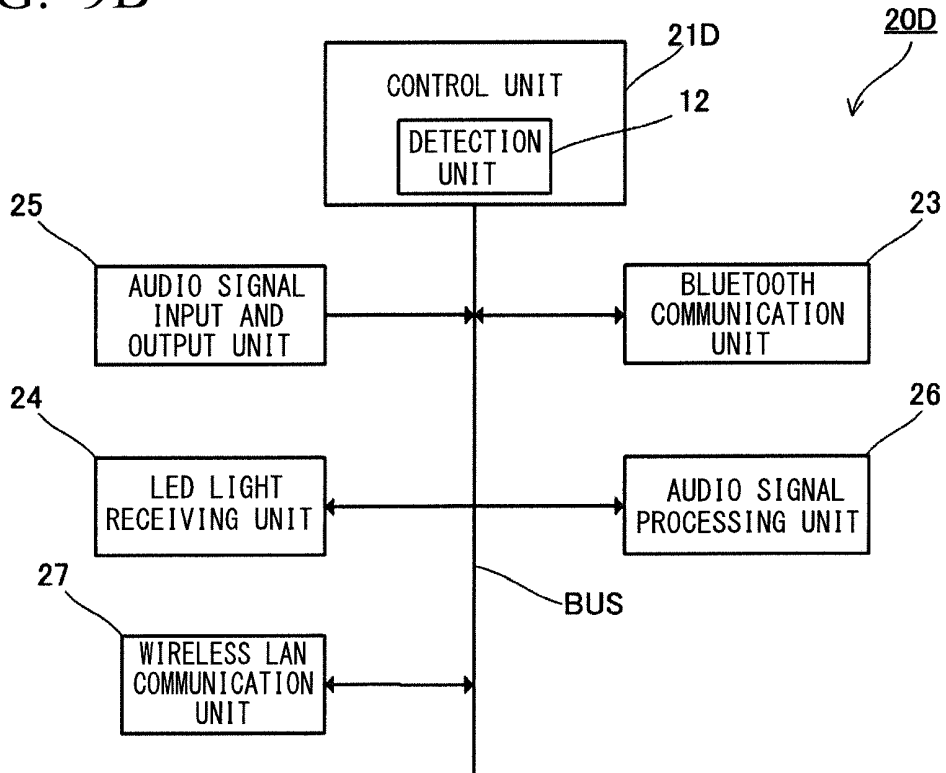 FIG. 9B
20D
21D
CONTROL UNIT
12
DETECTION
UNIT
25
23
AUDIO SIGNAL
INPUT AND
OUTPUT UNIT
BLUETOOTH
COMMUNICATION
UNIT
24
26
LED LIGHT
RECEIVING UNIT
AUDIO SIGNAL
PROCESSING UNIT
27
BUS
WIRELESS LAN
COMMUNICATION
UNIT